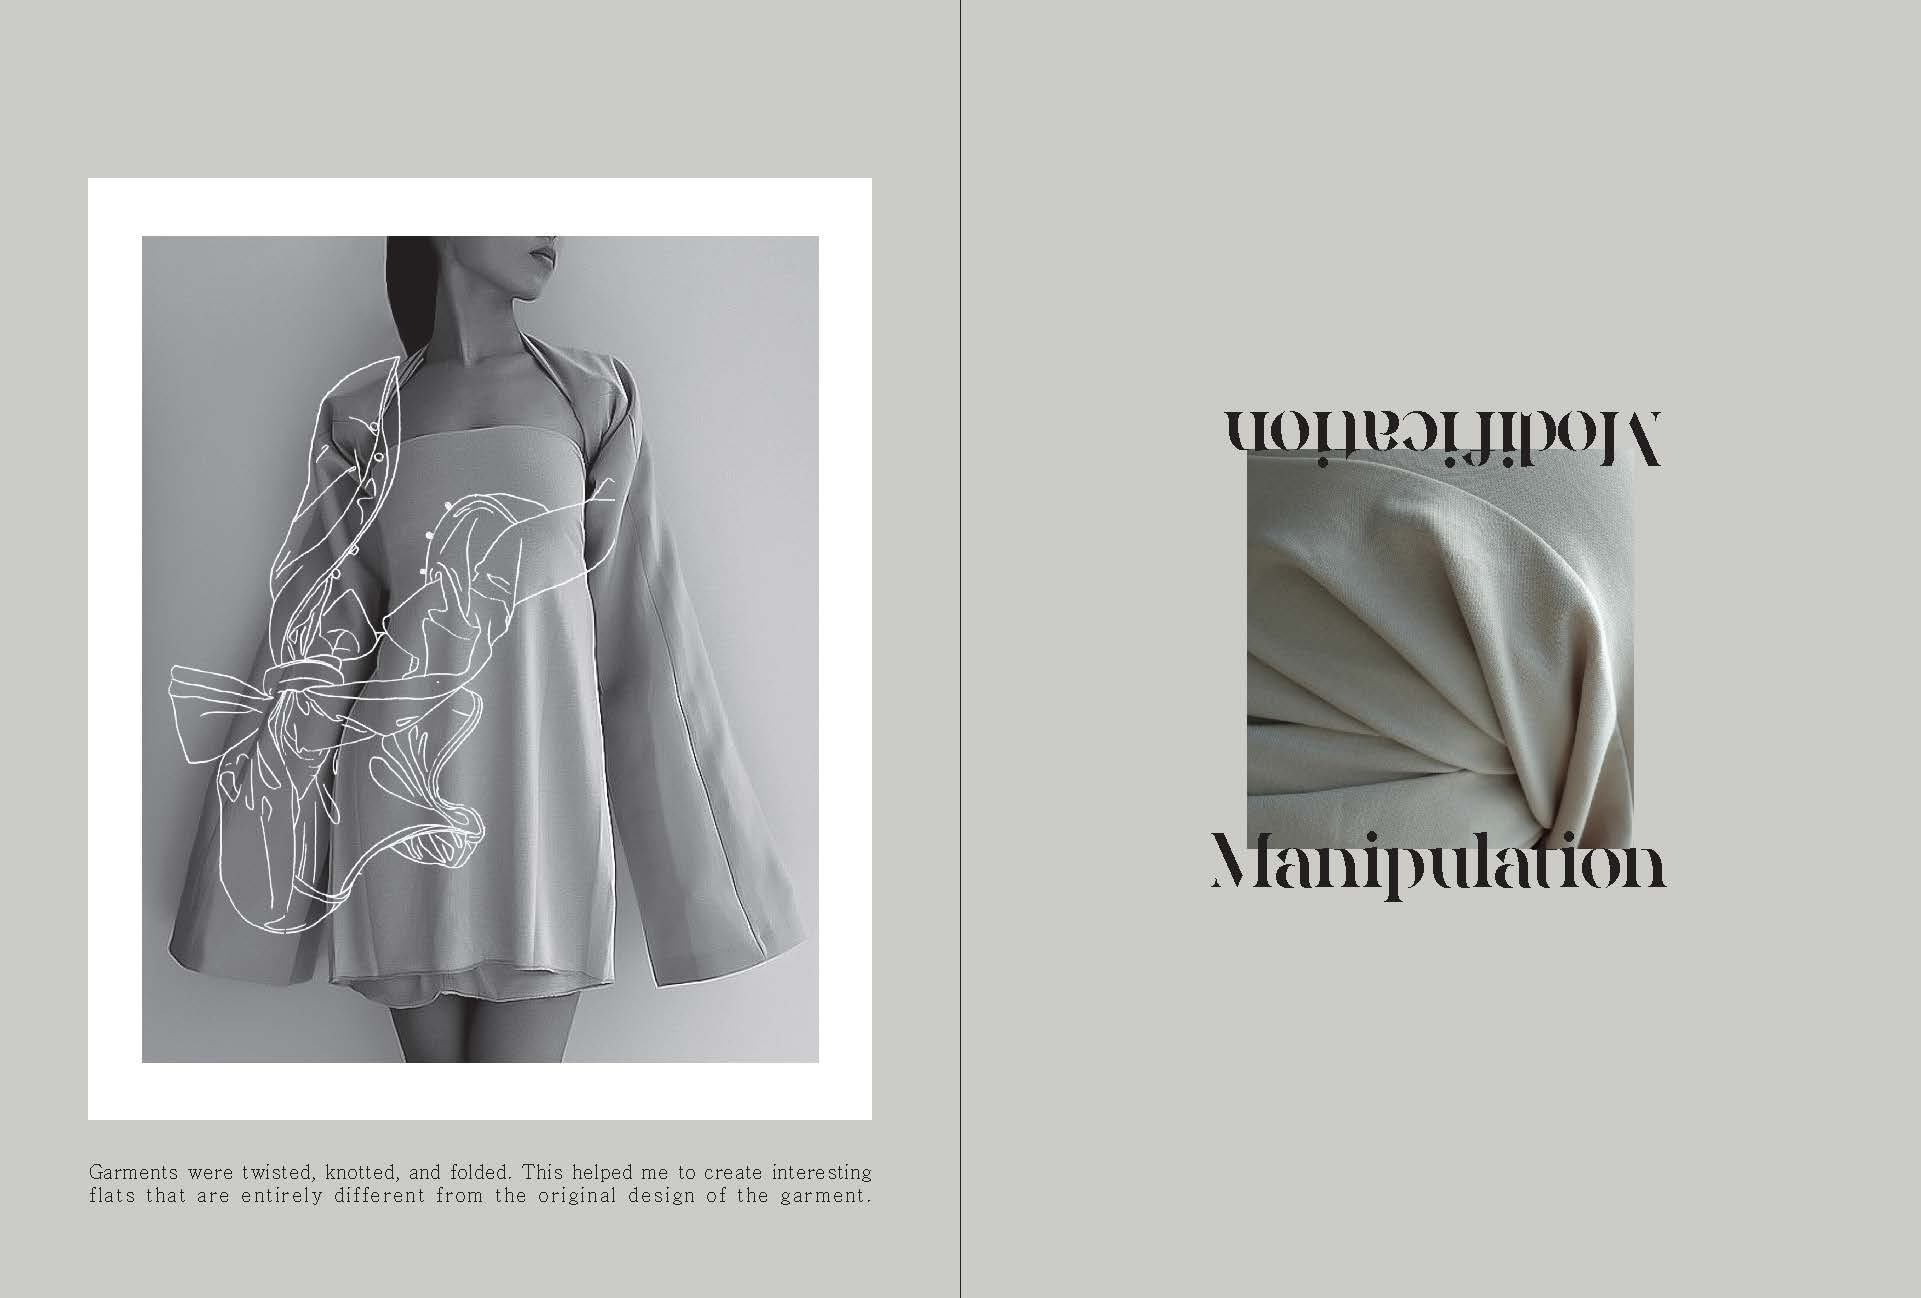 Garments were twisted, knotted, and folded. This helped me to create interesting
flats that are entirely different from the original design of the garment.
Modification
Manipulation